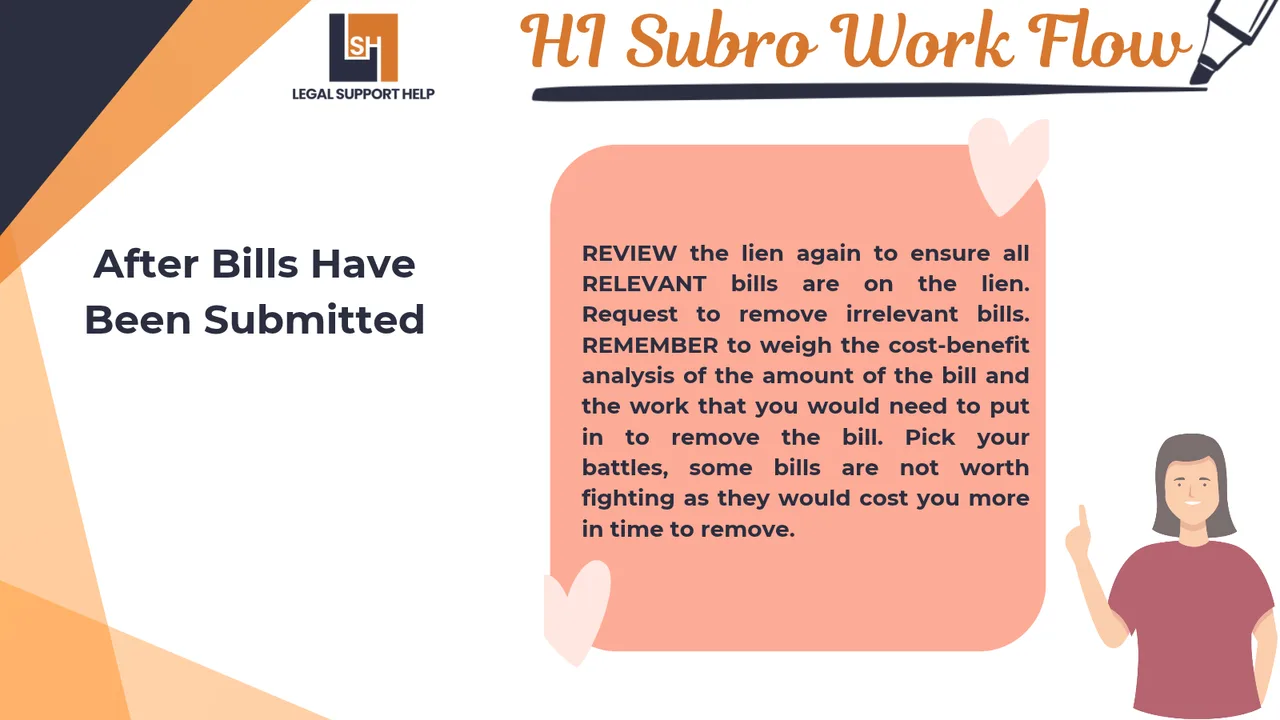 SH
LEGAL SUPPORT HELP
HI Subro Work Flow
After Bills Have
Been Submitted
REVIEW the lien again to ensure all
RELEVANT bills are on the lien.
Request to remove irrelevant bills.
REMEMBER to weigh the cost-benefit
analysis of the amount of the bill and
the work that you would need to put
in to remove the bill. Pick your
battles, some bills are not worth
fighting as they would cost you more
in time to remove.